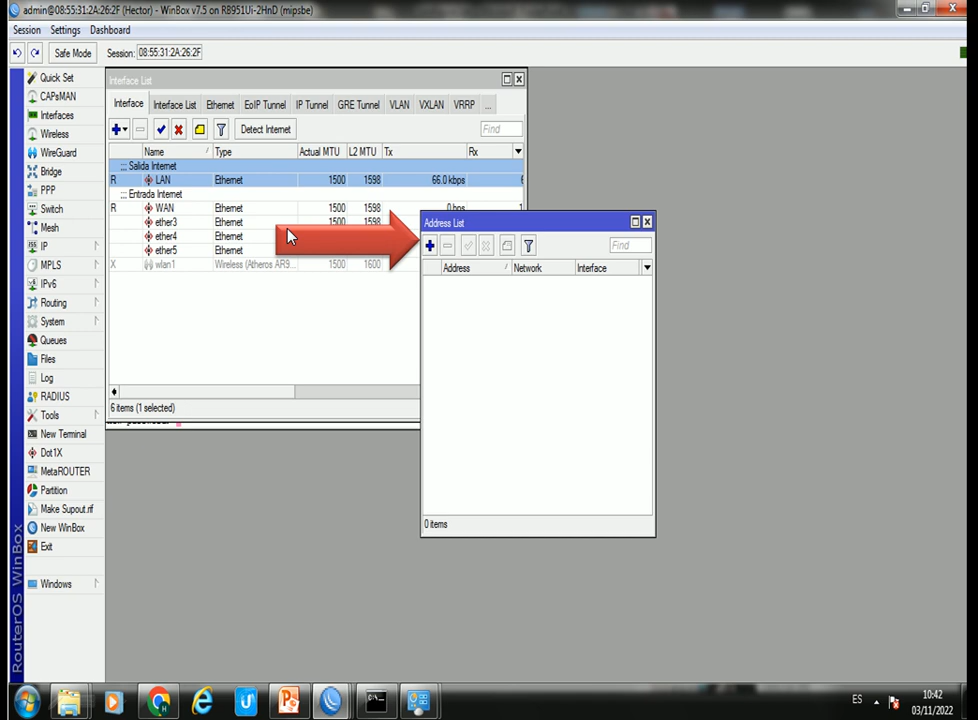 admin@08:55:31:2A:26:2F (Hector) - WinBox v7.5 on RB951Ui-2HnD (mipsbe)
Session Settings Dashboard
Safe Mode Session: 08:55:31:2A:26:2F
Quick Set
CAPsMAN
Interfaces
Wireless
WireGuard
Bridge
PPP
Switch
Mesh
IP
MPLS
IPv6
Routing
System
Queues
Files
Log
RADIUS
Tools
New Terminal
Dot1X
MetaROUTER
Partition
Make Supout.rif
New WinBox
Exit
Windows
RouterOS WinBox
Interface List
Interface Interface List Ethernet EoIP Tunnel IP Tunnel GRE Tunnel VLAN VXLAN VRRP ...
Detect Internet Find
Name / Type Actual MTU L2 MTU Tx Rx
;;; Salida Internet
R LAN Ethernet 1500 1598 66.0 kbps
;;; Entrada Internet
R WAN Ethernet 1500 1598 0 bps
ether3 Ethernet 1500 1598
ether4 Ethernet
ether5 Ethernet
X wlan1 Wireless (Atheros AR9... 1500 1600
6 items (1 selected)
Address List
Find
Address / Network Interface
0 items
ES 10:42
03/11/2022